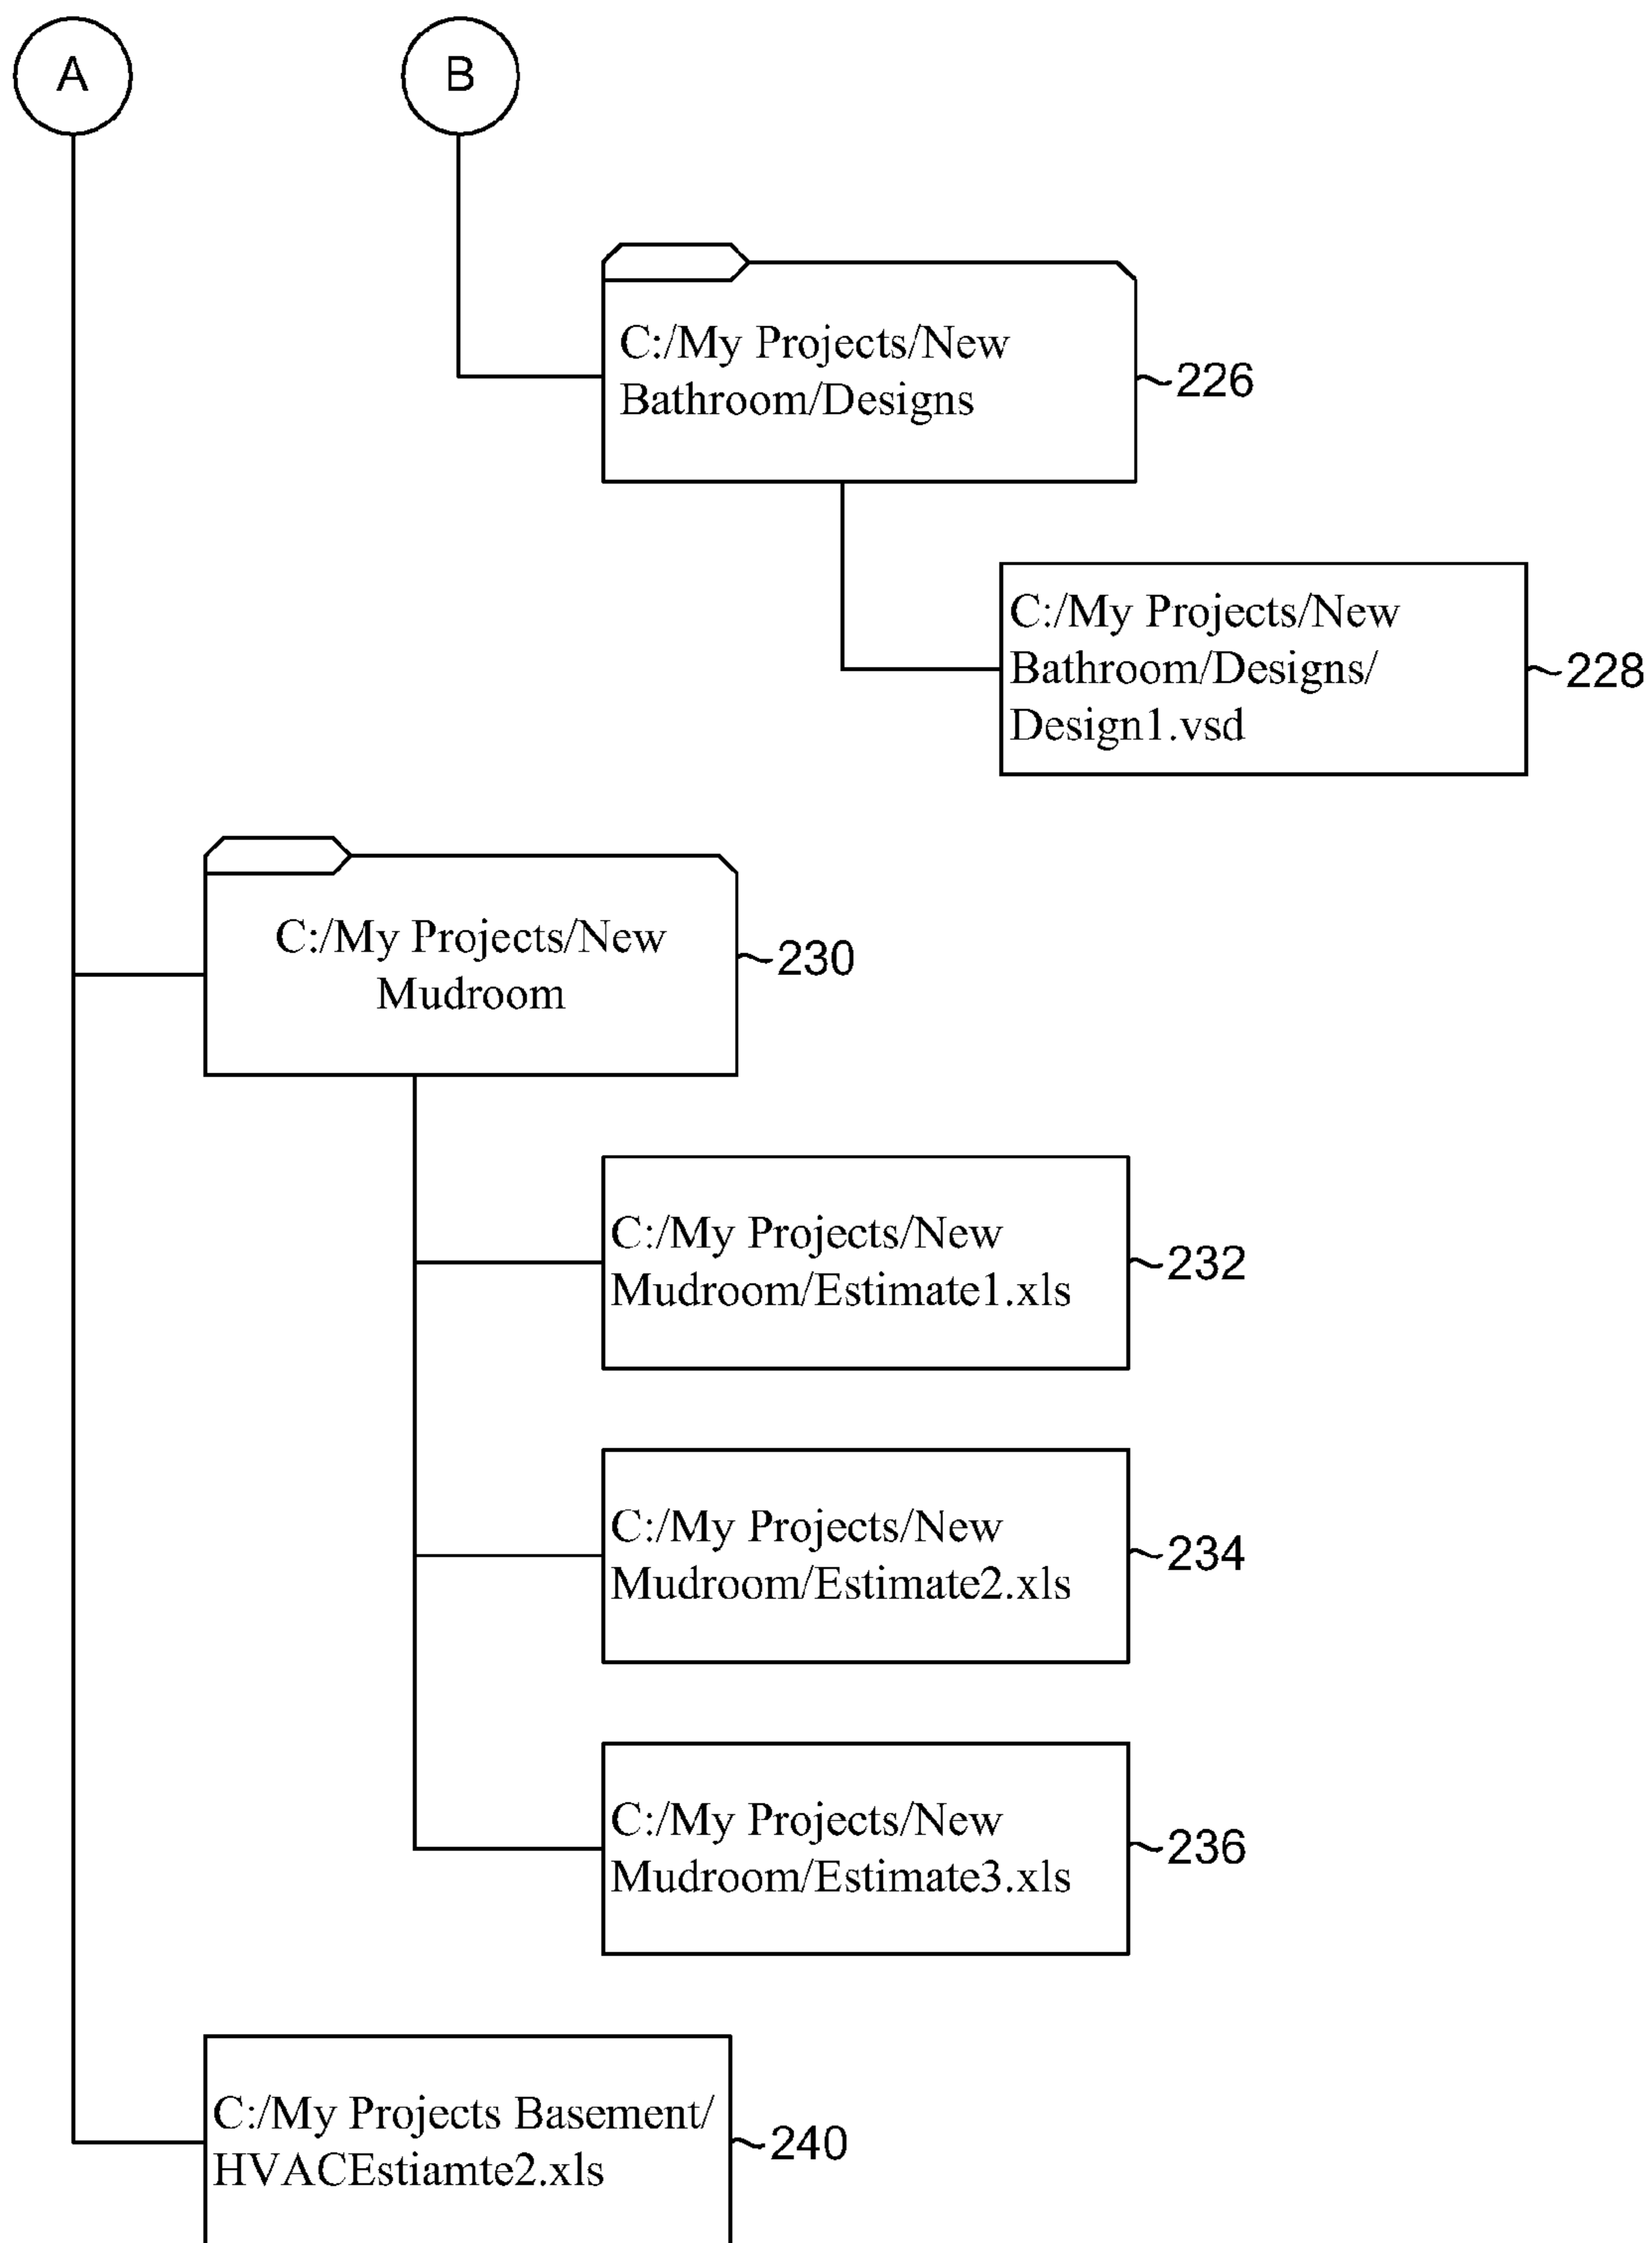 A
B
C:/My Projects/New
Bathroom/Designs
226
C:/My Projects/New
Bathroom/Designs/
Design1.vsd
228
C:/My Projects/New
Mudroom
230
C:/My Projects/New
Mudroom/Estimate1.xls
232
C:/My Projects/New
Mudroom/Estimate2.xls
234
C:/My Projects/New
Mudroom/Estimate3.xls
236
C:/My Projects Basement/
HVACEstiamte2.xls
240